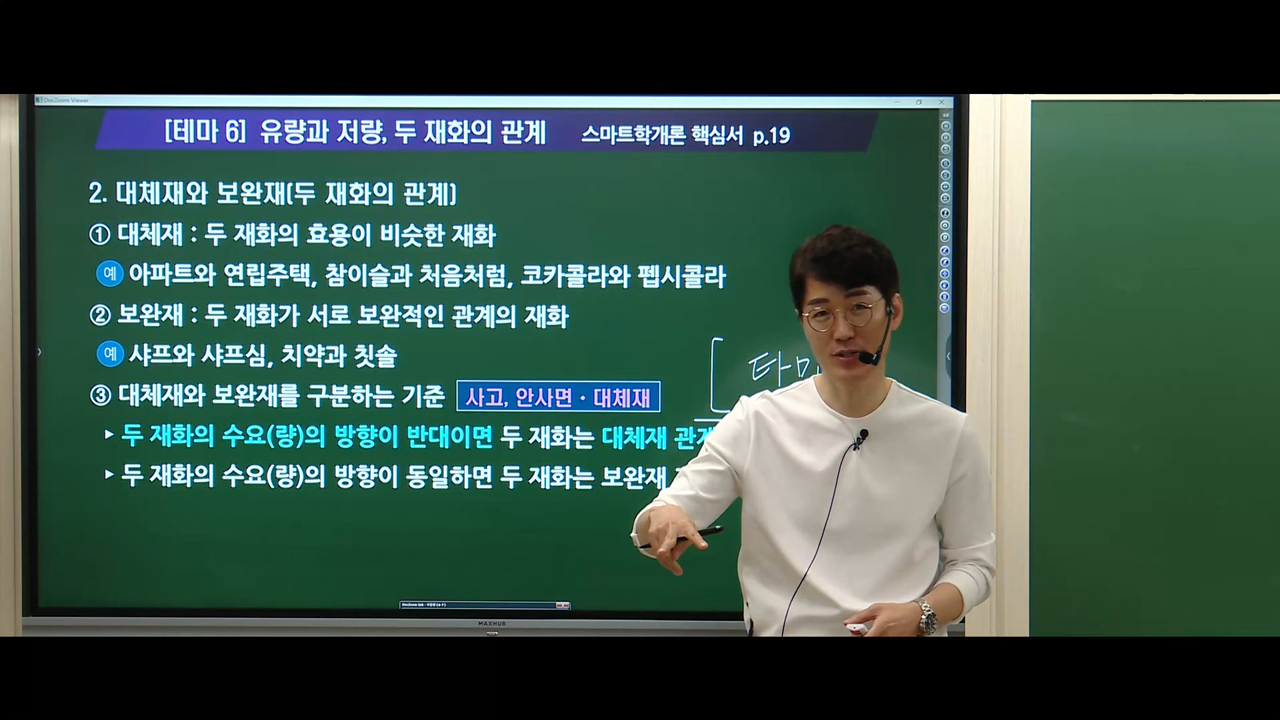 DocZoom Viewer
[테마 6] 유량과 저량, 두 재화의 관계 스마트학개론 핵심서 p.19
2. 대체재와 보완재(두 재화의 관계)
① 대체재 : 두 재화의 효용이 비슷한 재화
예 아파트와 연립주택, 참이슬과 처음처럼, 코카콜라와 펩시콜라
② 보완재 : 두 재화가 서로 보완적인 관계의 재화
예 샤프와 샤프심, 치약과 칫솔
[ 타
③ 대체재와 보완재를 구분하는 기준 사고, 안사면 · 대체재
▸ 두 재화의 수요(량)의 방향이 반대이면 두 재화는 대체재 관계
▸ 두 재화의 수요(량)의 방향이 동일하면 두 재화는 보완재
MAXHUB